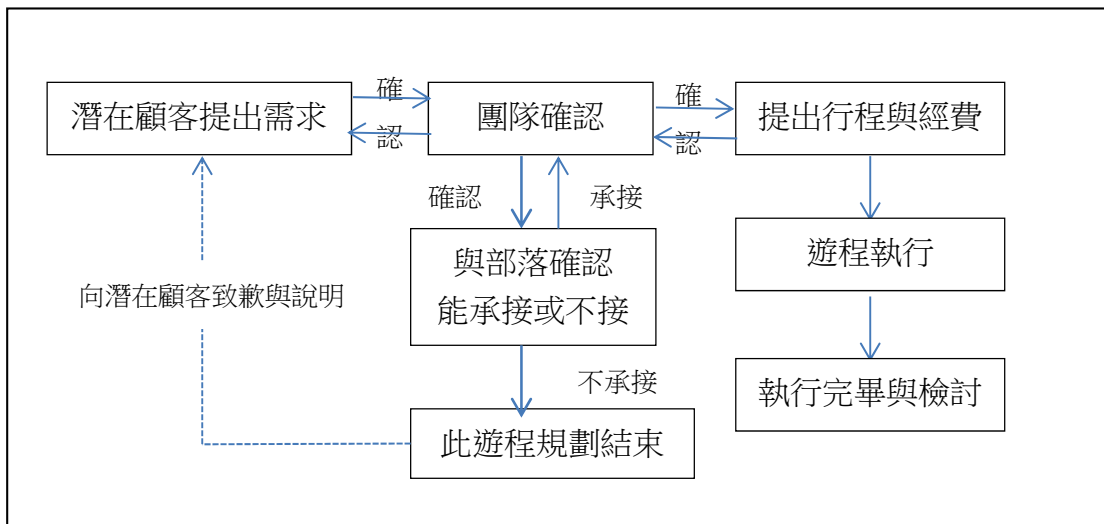 潛在顧客提出需求
確
認
團隊確認
確
認
提出行程與經費
確認
承接
遊程執行
與部落確認
能承接或不接
向潛在顧客致歉與說明
不承接
執行完畢與檢討
此遊程規劃結束